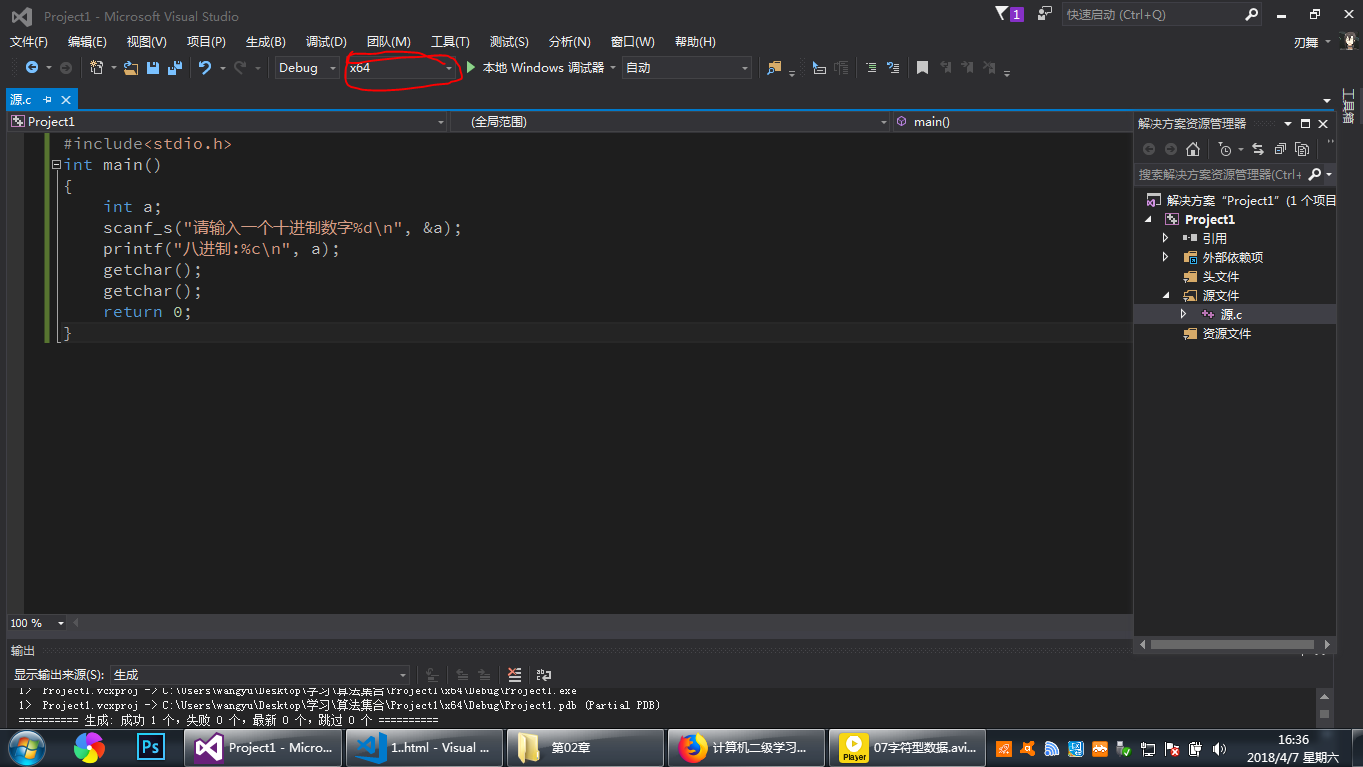 Project1 - Microsoft Visual Studio
1
快速启动 (Ctrl+Q)
文件(F) 编辑(E) 视图(V) 项目(P) 生成(B) 调试(D) 团队(M) 工具(T) 测试(S) 分析(N) 窗口(W) 帮助(H)
刃舞
Debug x64 本地 Windows 调试器 自动
源.c
工具箱
Project1 (全局范围) main()
#include<stdio.h>
int main()
{
int a;
scanf_s("请输入一个十进制数字%d\n", &a);
printf("八进制:%c\n", a);
getchar();
getchar();
return 0;
}
解决方案资源管理器
搜索解决方案资源管理器(Ctrl+
解决方案 "Project1" (1 个项目
Project1
引用
外部依赖项
头文件
源文件
源.c
资源文件
100 %
输出
显示输出来源(S): 生成
1> Project1.vcxproj -> C:\Users\wangyu\Desktop\学习\算法集合\Project1\x64\Debug\Project1.exe
1> Project1.vcxproj -> C:\Users\wangyu\Desktop\学习\算法集合\Project1\x64\Debug\Project1.pdb (Partial PDB)
========== 生成: 成功 1 个，失败 0 个，最新 0 个，跳过 0 个 ==========
Ps
Project1 - Micro...
1..html - Visual ...
第02章
计算机二级学习...
Player
07字符型数据.avi...
16:36
2018/4/7 星期六